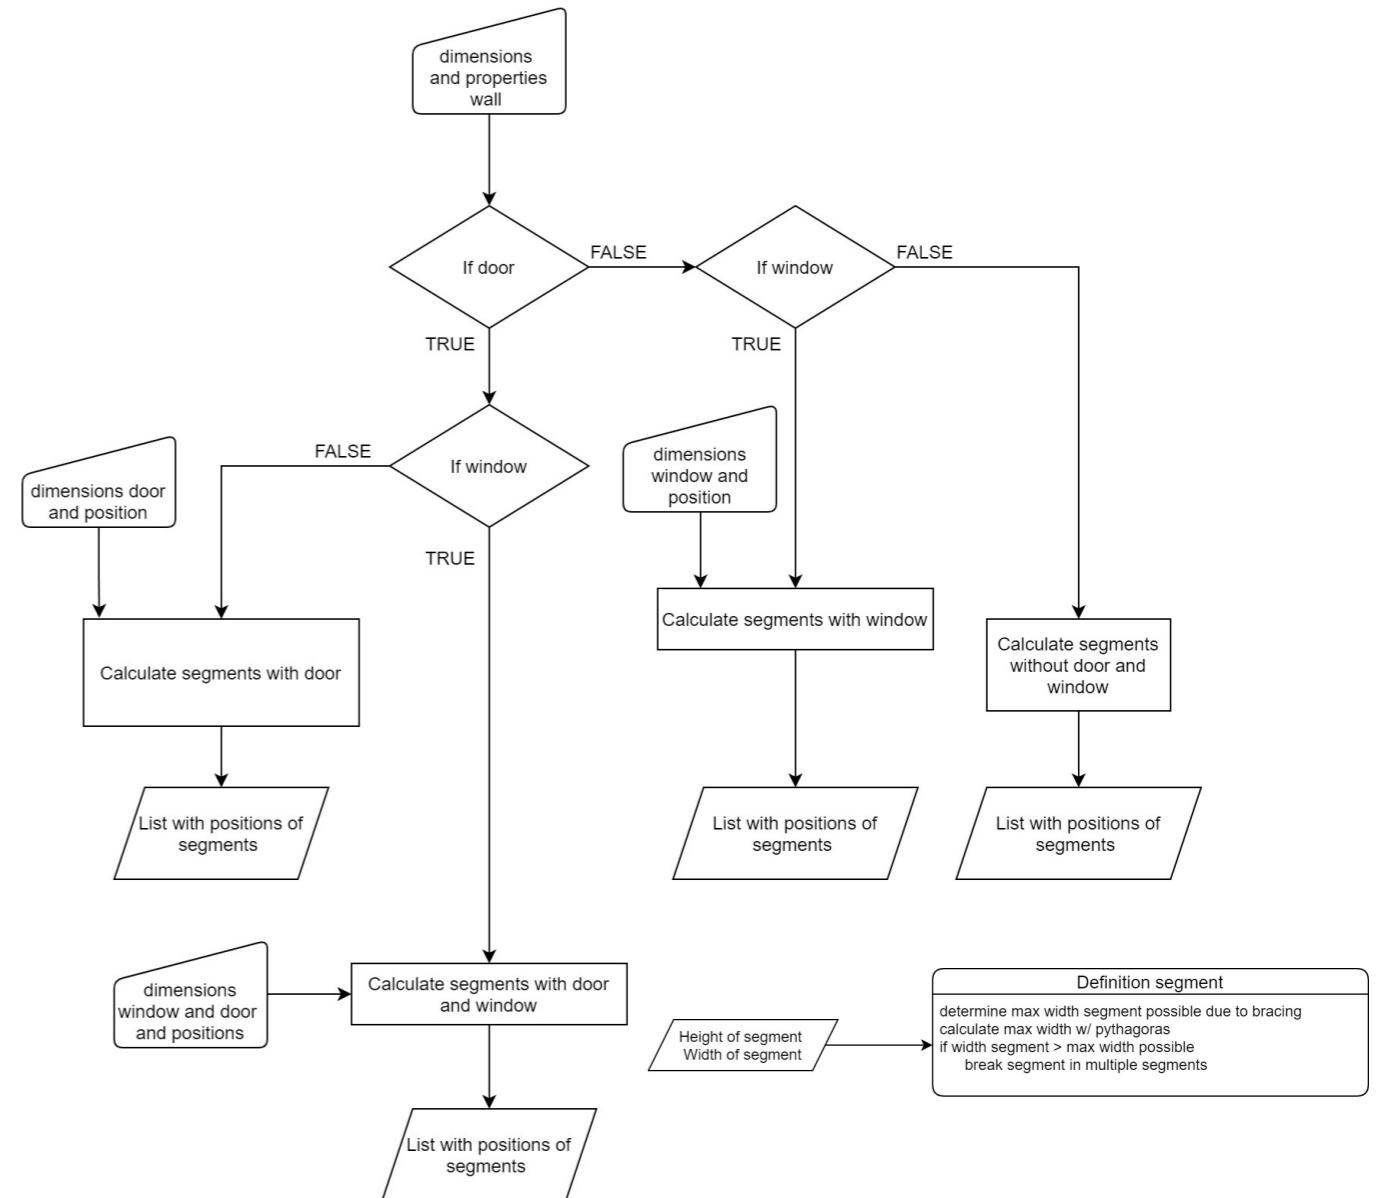 dimensions
and properties
wall
If door
FALSE
If window
FALSE
TRUE
TRUE
dimensions door
and position
FALSE
If window
dimensions
window and
position
TRUE
Calculate segments with door
Calculate segments with window
Calculate segments
without door and
window
List with positions of
segments
List with positions of
segments
List with positions of
segments
dimensions
window and door
and positions
Calculate segments with door
and window
Height of segment
Width of segment
Definition segment
determine max width segment possible due to bracing
calculate max width w/ pythagoras
if width segment > max width possible
break segment in multiple segments
List with positions of
segments